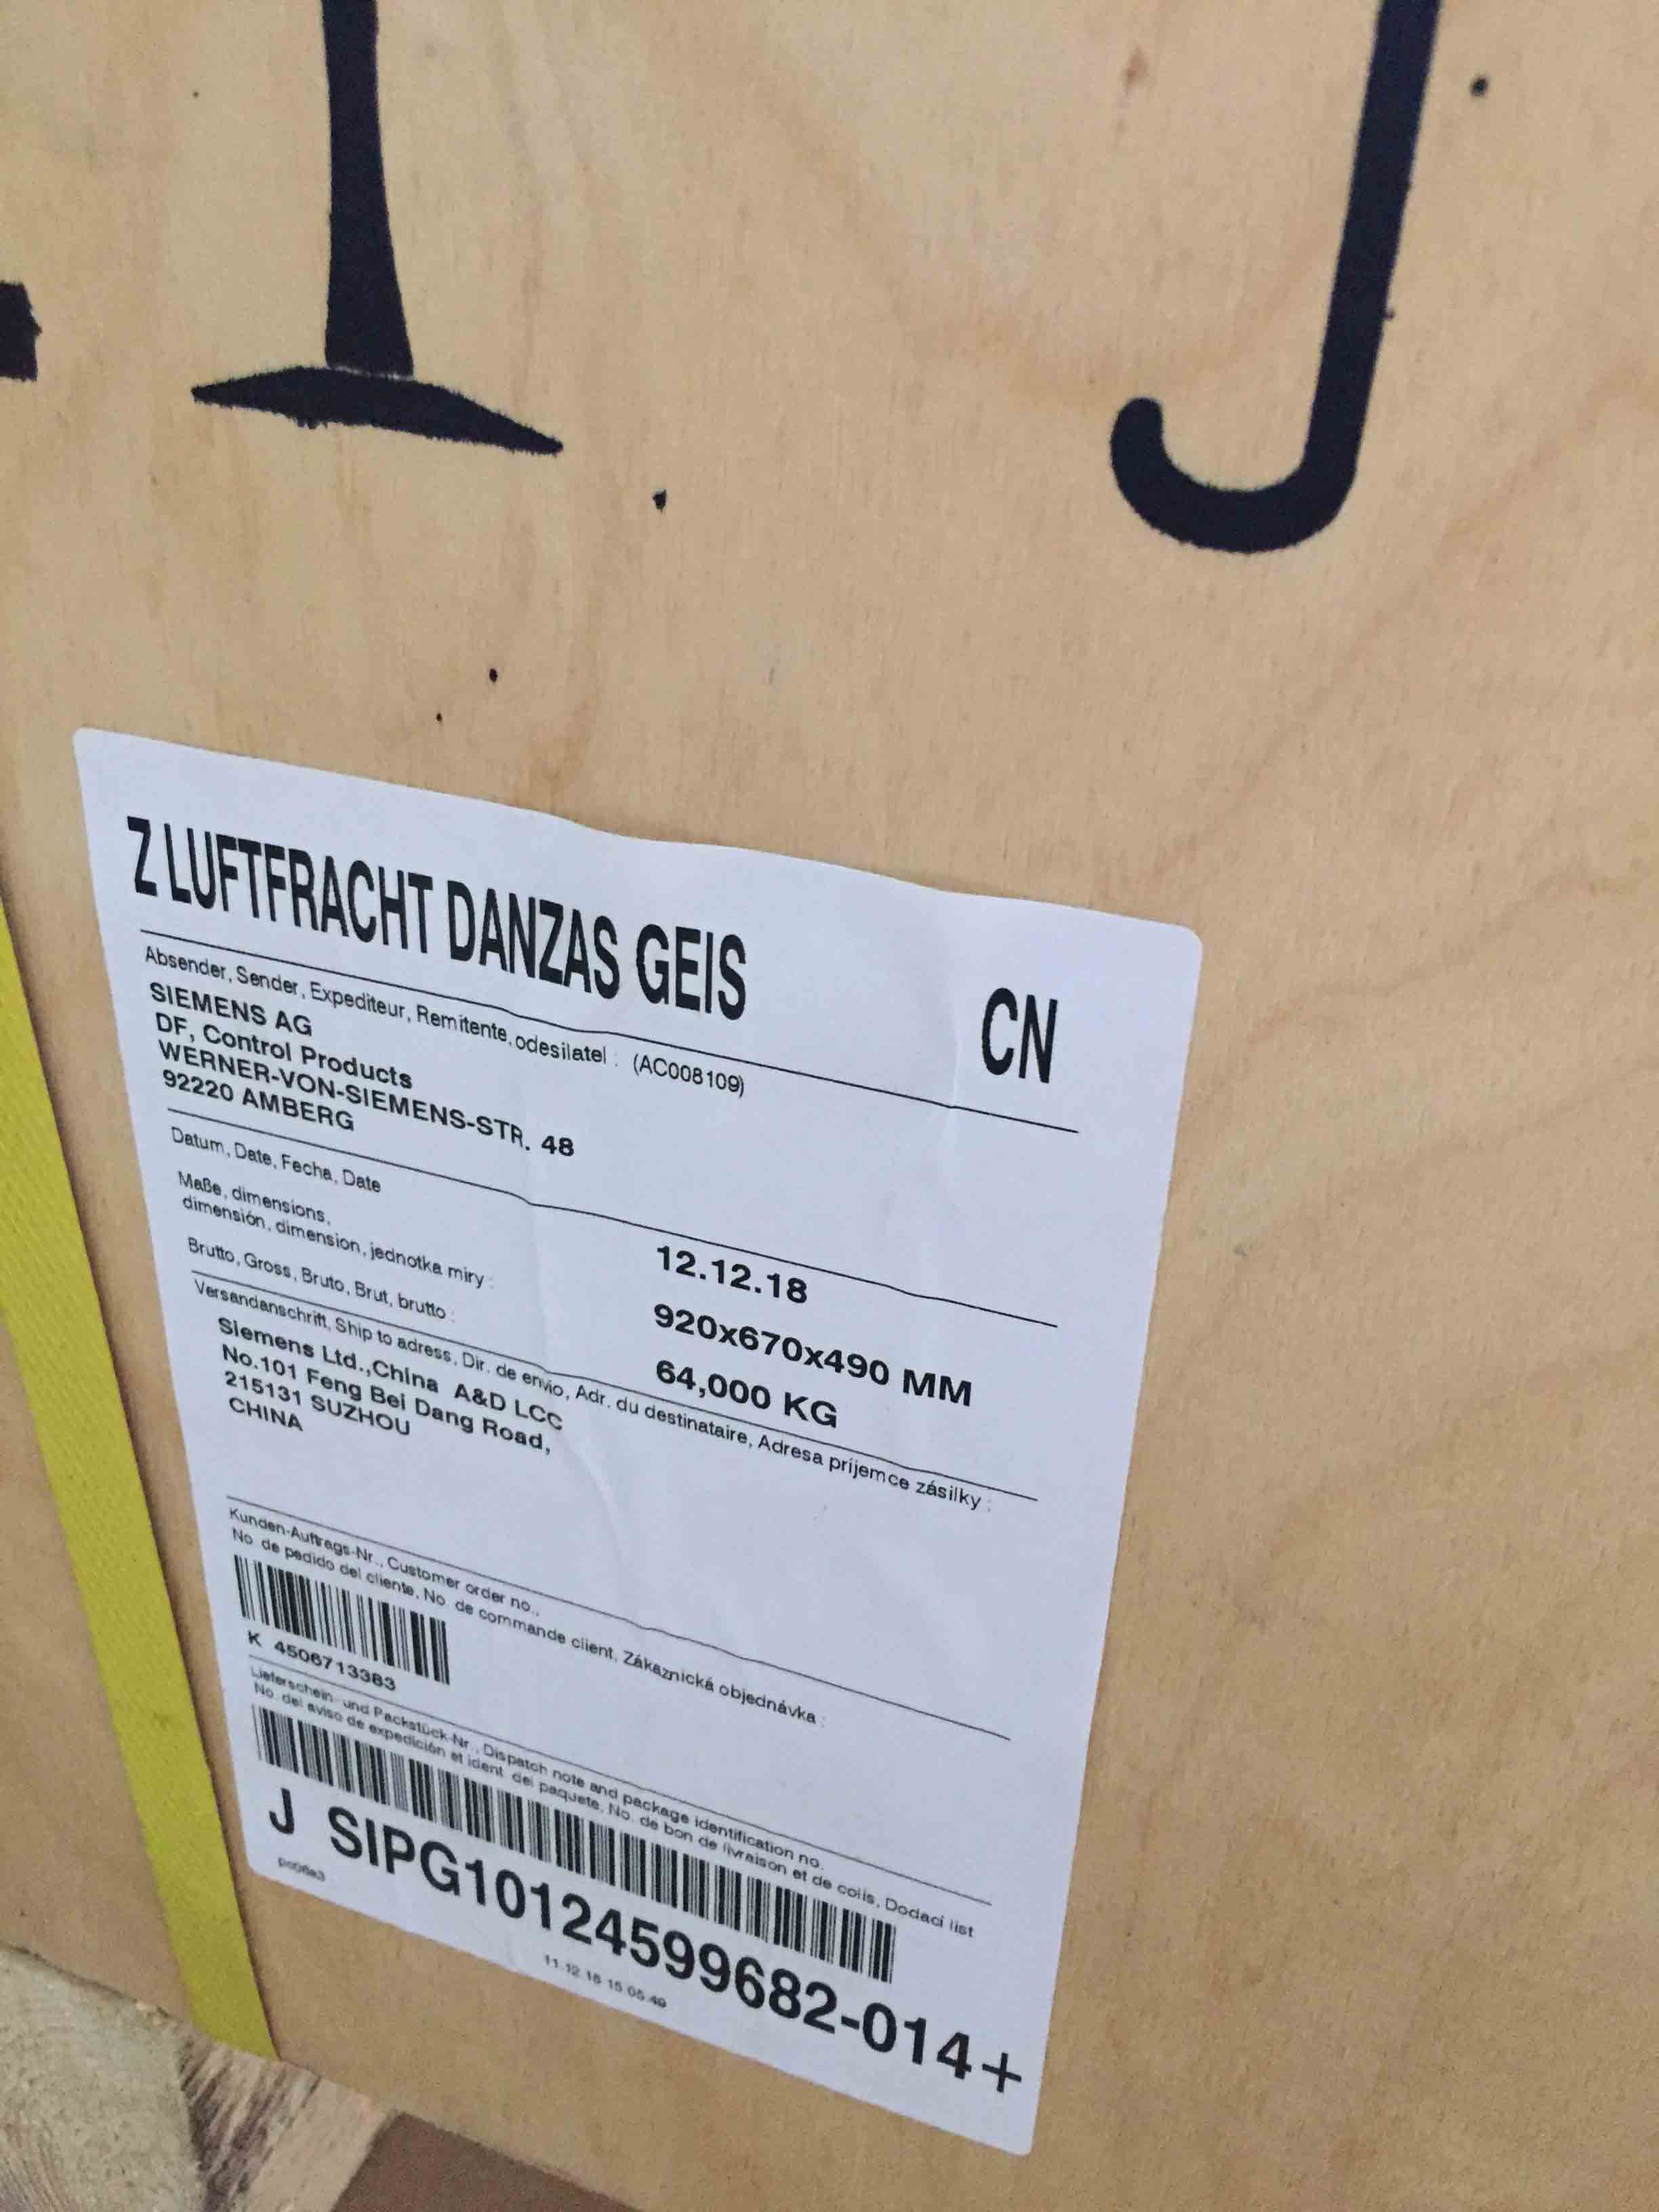 Z LUFTFRACHT DANZAS GEIS CN
Absender, Sender, Expediteur, Remitente, odesilatel : (AC008109)
SIEMENS AG
DF, Control Products
WERNER-VON-SIEMENS-STR. 48
92220 AMBERG
Datum, Date, Fecha, Date 12.12.18
Maße, dimensions,
dimensión, dimension, jednotka miry : 920x670x490 MM
Brutto, Gross, Bruto, Brut, brutto : 64,000 KG
Versandanschrift, Ship to adress, Dir. de envio, Adr. du destinataire, Adresa príjemce zásilky :
Siemens Ltd.,China A&D LCC
No.101 Feng Bei Dang Road,
215131 SUZHOU
CHINA
Kunden-Auftrags-Nr., Customer order no.,
No. de pedido del cliente, No. de commande client, Zákaznická objednávka :
K 4506713383
Lieferschein- und Packstück-Nr., Dispatch note and package identification no.
No. del aviso de expedición et ident del paquete, No. de bon de livraison et de colis, Dodací list
J SIPG10124599682-014+
pc06a3 11.12.18 15.05.49